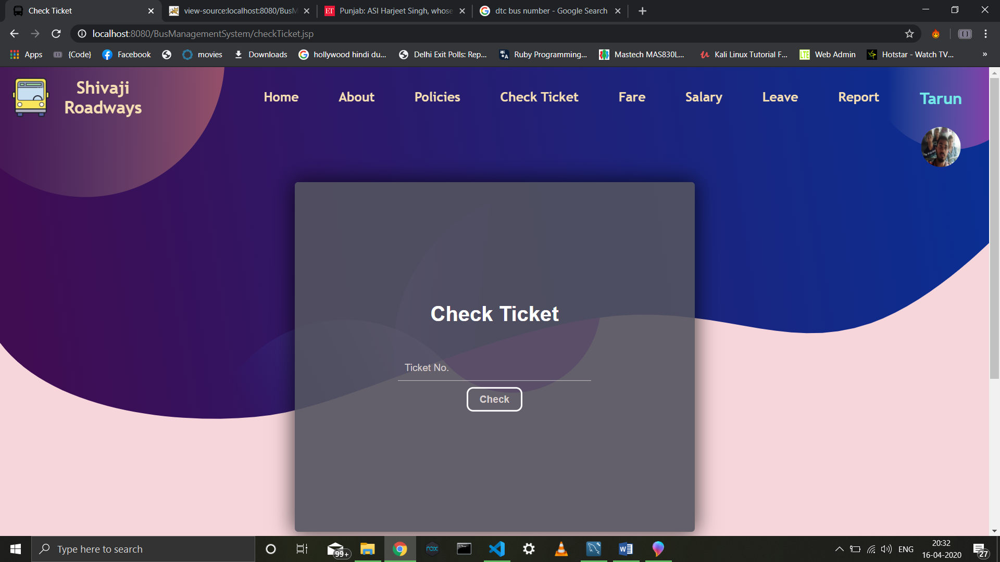 Check Ticket
view-source:localhost:8080/BusM
ET Punjab: ASI Harjeet Singh, whose
dtc bus number - Google Search
localhost:8080/BusManagementSystem/checkTicket.jsp
Apps
{Code}
Facebook
movies
Downloads
hollywood hindi du...
Delhi Exit Polls: Rep...
Ruby Programming...
Mastech MAS830L...
Kali Linux Tutorial F...
LTE Web Admin
Hotstar - Watch TV...
»
Shivaji
Roadways
Home
About
Policies
Check Ticket
Fare
Salary
Leave
Report
Tarun
Check Ticket
Ticket No.
Check
Type here to search
99+
nox
ENG
20:32
16-04-2020
27